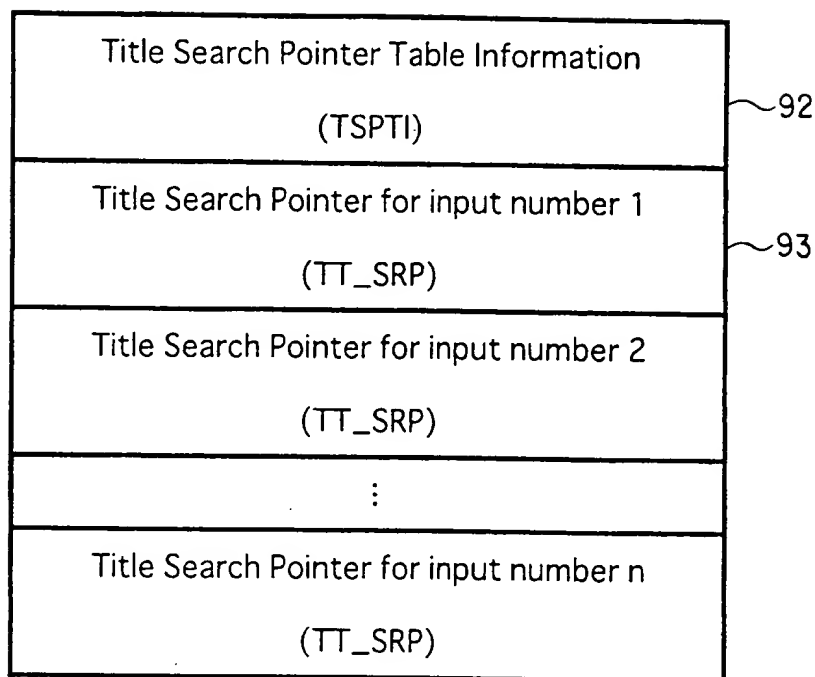 Title Search Pointer Table Information
(TSPTI)
92
Title Search Pointer for input number 1
(TT_SRP)
93
Title Search Pointer for input number 2
(TT_SRP)
⋮
Title Search Pointer for input number n
(TT_SRP)